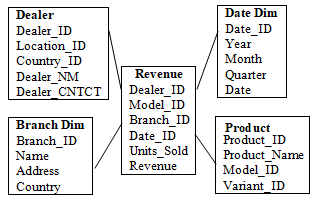 Dealer
Dealer_ID
Location_ID
Country_ID
Dealer_NM
Dealer_CNTCT
Date Dim
Date_ID
Year
Month
Quarter
Date
Revenue
Dealer_ID
Model_ID
Branch_ID
Date_ID
Units_Sold
Revenue
Branch Dim
Branch_ID
Name
Address
Country
Product
Product_ID
Product_Name
Model_ID
Variant_ID